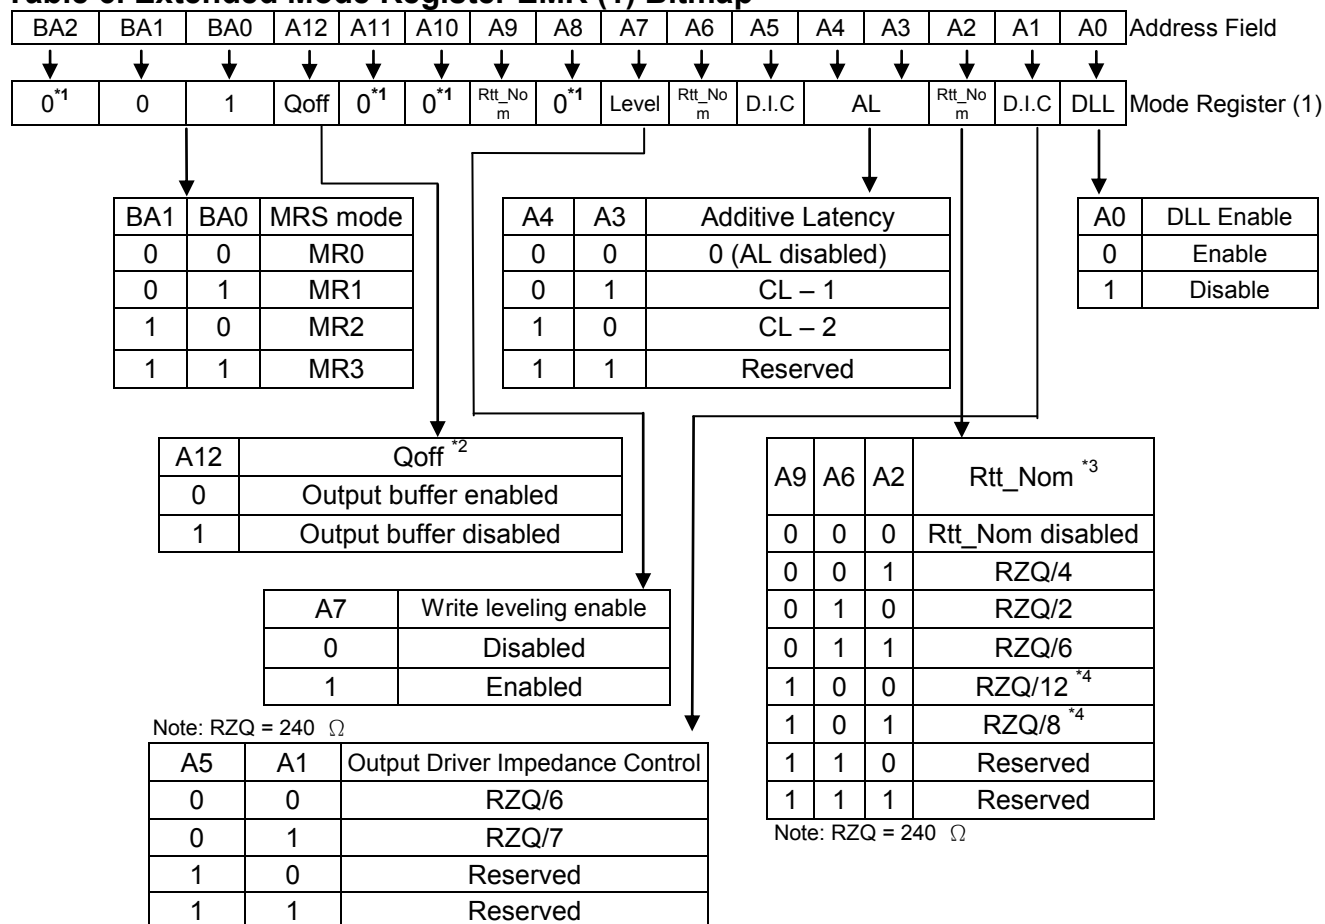 Table 6. Extended Mode Register EMR (1) Bitmap
BA2 BA1 BA0 A12 A11 A10 A9 A8 A7 A6 A5 A4 A3 A2 A1 A0 Address Field
0*1 0 1 Qoff 0*1 0*1 Rtt_Nom 0*1 Level Rtt_Nom D.I.C AL Rtt_Nom D.I.C DLL Mode Register (1)
BA1 BA0 MRS mode
0 0 MR0
0 1 MR1
1 0 MR2
1 1 MR3
A4 A3 Additive Latency
0 0 0 (AL disabled)
0 1 CL – 1
1 0 CL – 2
1 1 Reserved
A0 DLL Enable
0 Enable
1 Disable
A12 Qoff *2
0 Output buffer enabled
1 Output buffer disabled
A9 A6 A2 Rtt_Nom *3
0 0 0 Rtt_Nom disabled
0 0 1 RZQ/4
0 1 0 RZQ/2
0 1 1 RZQ/6
1 0 0 RZQ/12 *4
1 0 1 RZQ/8 *4
1 1 0 Reserved
1 1 1 Reserved
Note: RZQ = 240 Ω
A7 Write leveling enable
0 Disabled
1 Enabled
Note: RZQ = 240 Ω
A5 A1 Output Driver Impedance Control
0 0 RZQ/6
0 1 RZQ/7
1 0 Reserved
1 1 Reserved